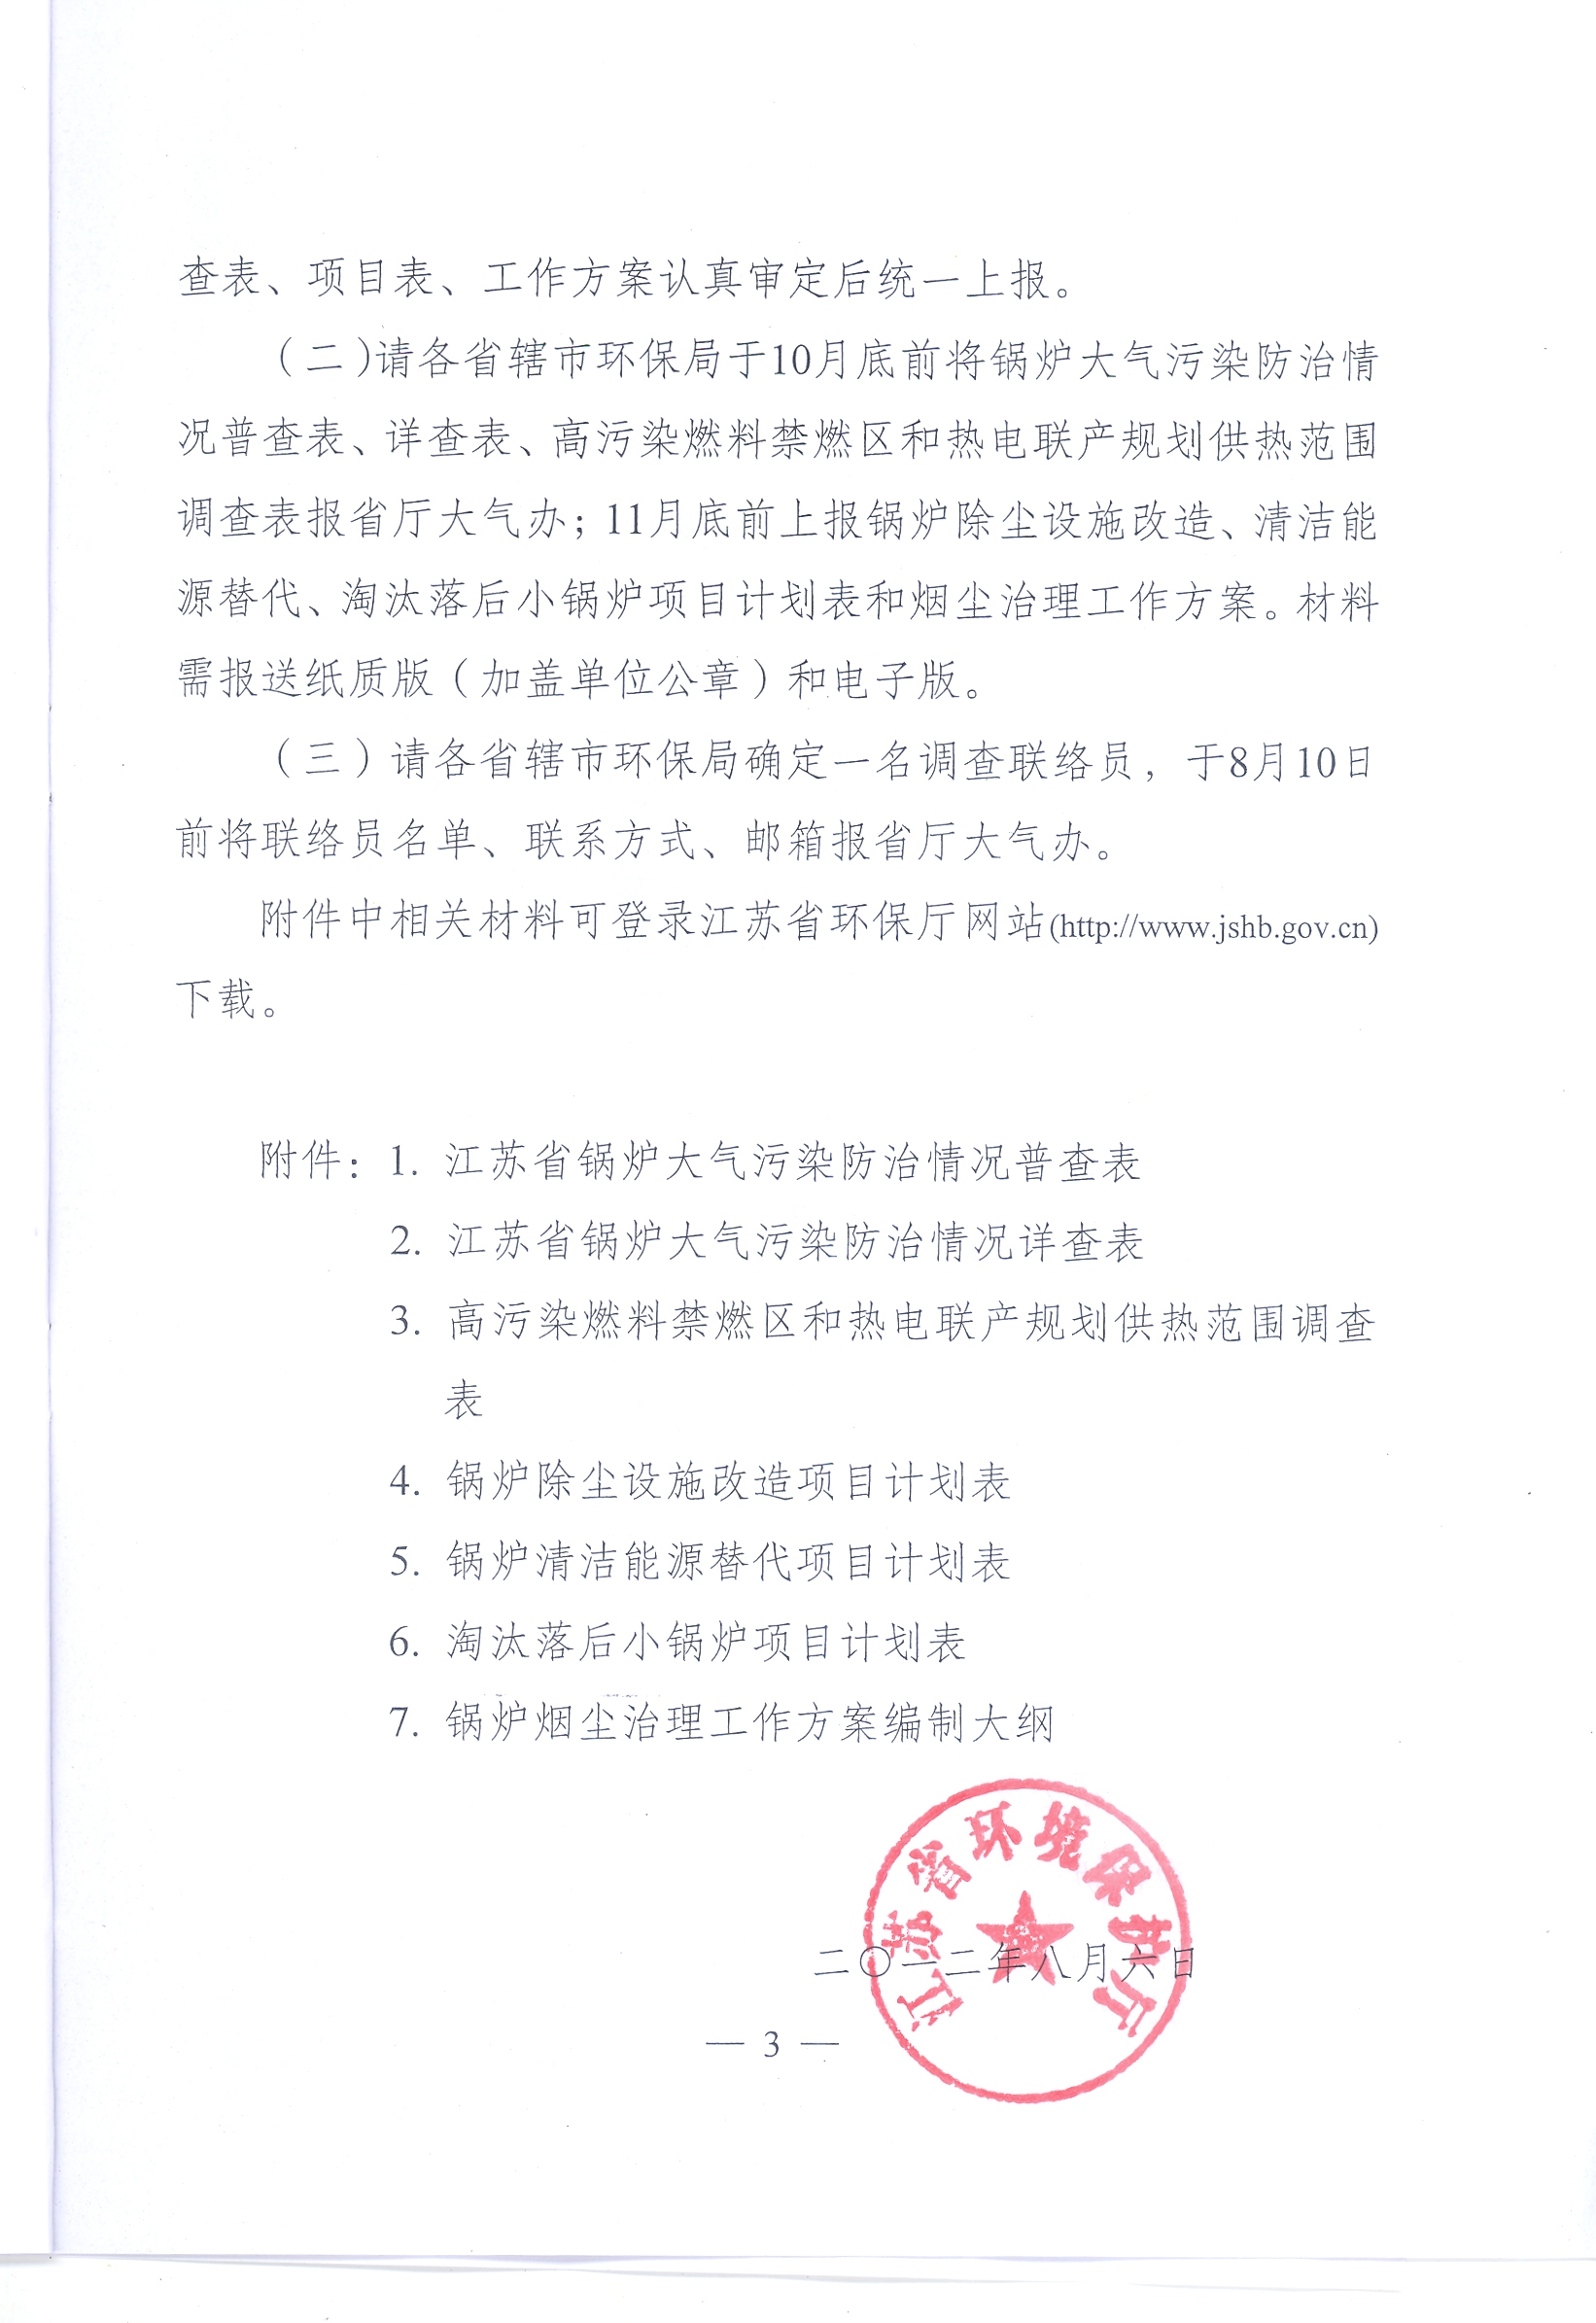 查表、项目表、工作方案认真审定后统一上报。
（二）请各省辖市环保局于10月底前将锅炉大气污染防治情
况普查表、详查表、高污染燃料禁燃区和热电联产规划供热范围
调查表报省厅大气办；11月底前上报锅炉除尘设施改造、清洁能
源替代、淘汰落后小锅炉项目计划表和烟尘治理工作方案。材料
需报送纸质版（加盖单位公章）和电子版。
（三）请各省辖市环保局确定一名调查联络员，于8月10日
前将联络员名单、联系方式、邮箱报省厅大气办。
附件中相关材料可登录江苏省环保厅网站(http://www.jshb.gov.cn)
下载。
附件：1. 江苏省锅炉大气污染防治情况普查表
2. 江苏省锅炉大气污染防治情况详查表
3. 高污染燃料禁燃区和热电联产规划供热范围调查
表
4. 锅炉除尘设施改造项目计划表
5. 锅炉清洁能源替代项目计划表
6. 淘汰落后小锅炉项目计划表
7. 锅炉烟尘治理工作方案编制大纲
江苏省环境保护厅
二〇一二年八月六日
— 3 —